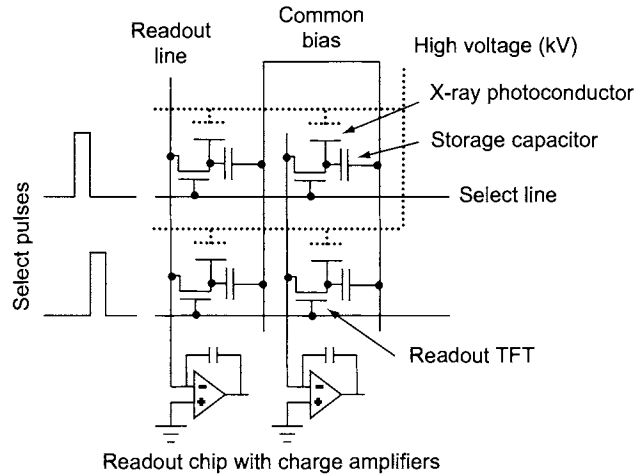 Readout
line
Common
bias
High voltage (kV)
X-ray photoconductor
Storage capacitor
Select line
Select pulses
Readout TFT
Readout chip with charge amplifiers